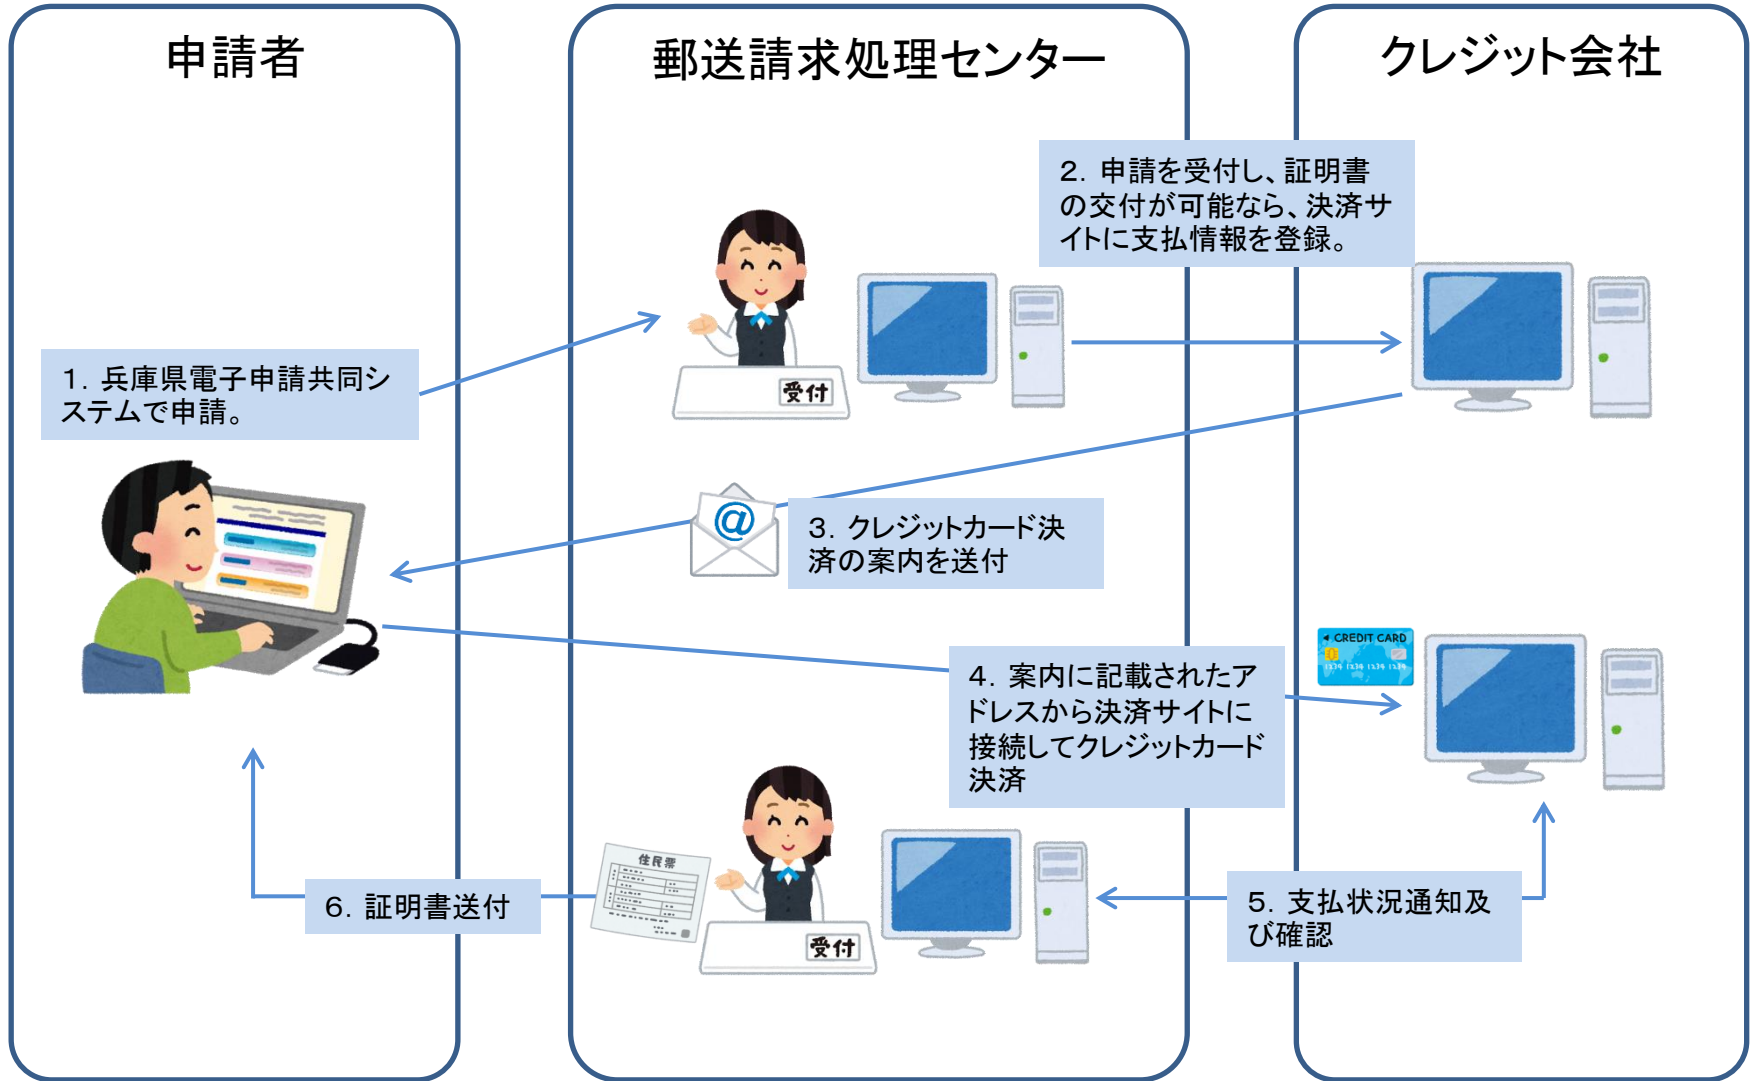 申請者
郵送請求処理センター
クレジット会社
2．申請を受付し、証明書
の交付が可能なら、決済サ
イトに支払情報を登録。
1．兵庫県電子申請共同シ
ステムで申請。
受付
@
3．クレジットカード決
済の案内を送付
CREDIT CARD
1234 1234 1234 1234
4．案内に記載されたア
ドレスから決済サイトに
接続してクレジットカード
決済
住民票
受付
6．証明書送付
5．支払状況通知及
び確認